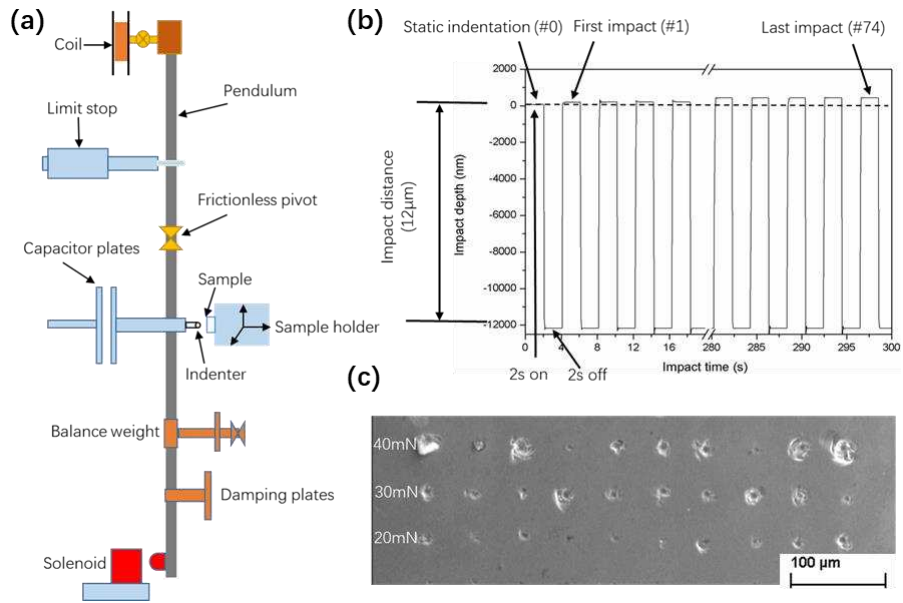 (a)
Coil
Pendulum
Limit stop
Frictionless pivot
Capacitor plates
Sample
Sample holder
Indenter
Balance weight
Damping plates
Solenoid
(b)
Static indentation (#0)
First impact (#1)
Last impact (#74)
2000
0
-2000
-4000
-6000
-8000
-10000
-12000
Impact distance
(12μm)
Impact depth (nm)
0 4 8 12 16 280 285 290 295 300
2s on
2s off
Impact time (s)
(c)
40mN
30mN
20mN
100 μm